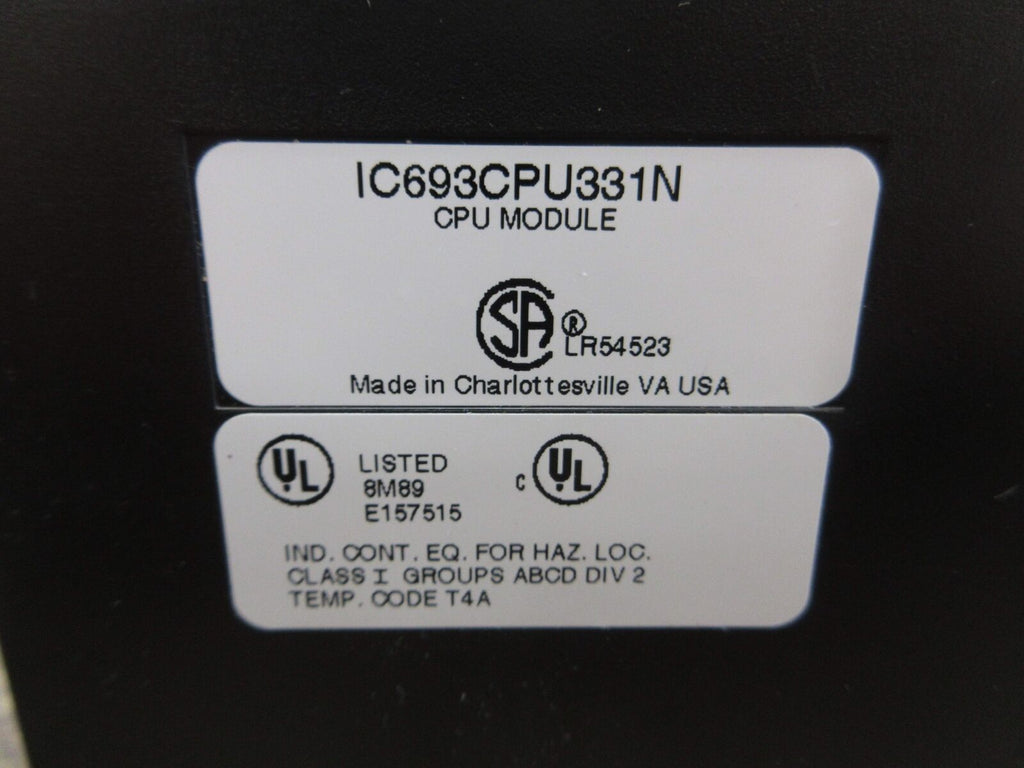 IC693CPU331N
CPU MODULE
SA ®
LR54523
Made in Charlottesville VA USA
UL LISTED c UL
8M89
E157515
IND. CONT. EQ. FOR HAZ. LOC.
CLASS I GROUPS ABCD DIV 2
TEMP. CODE T4A